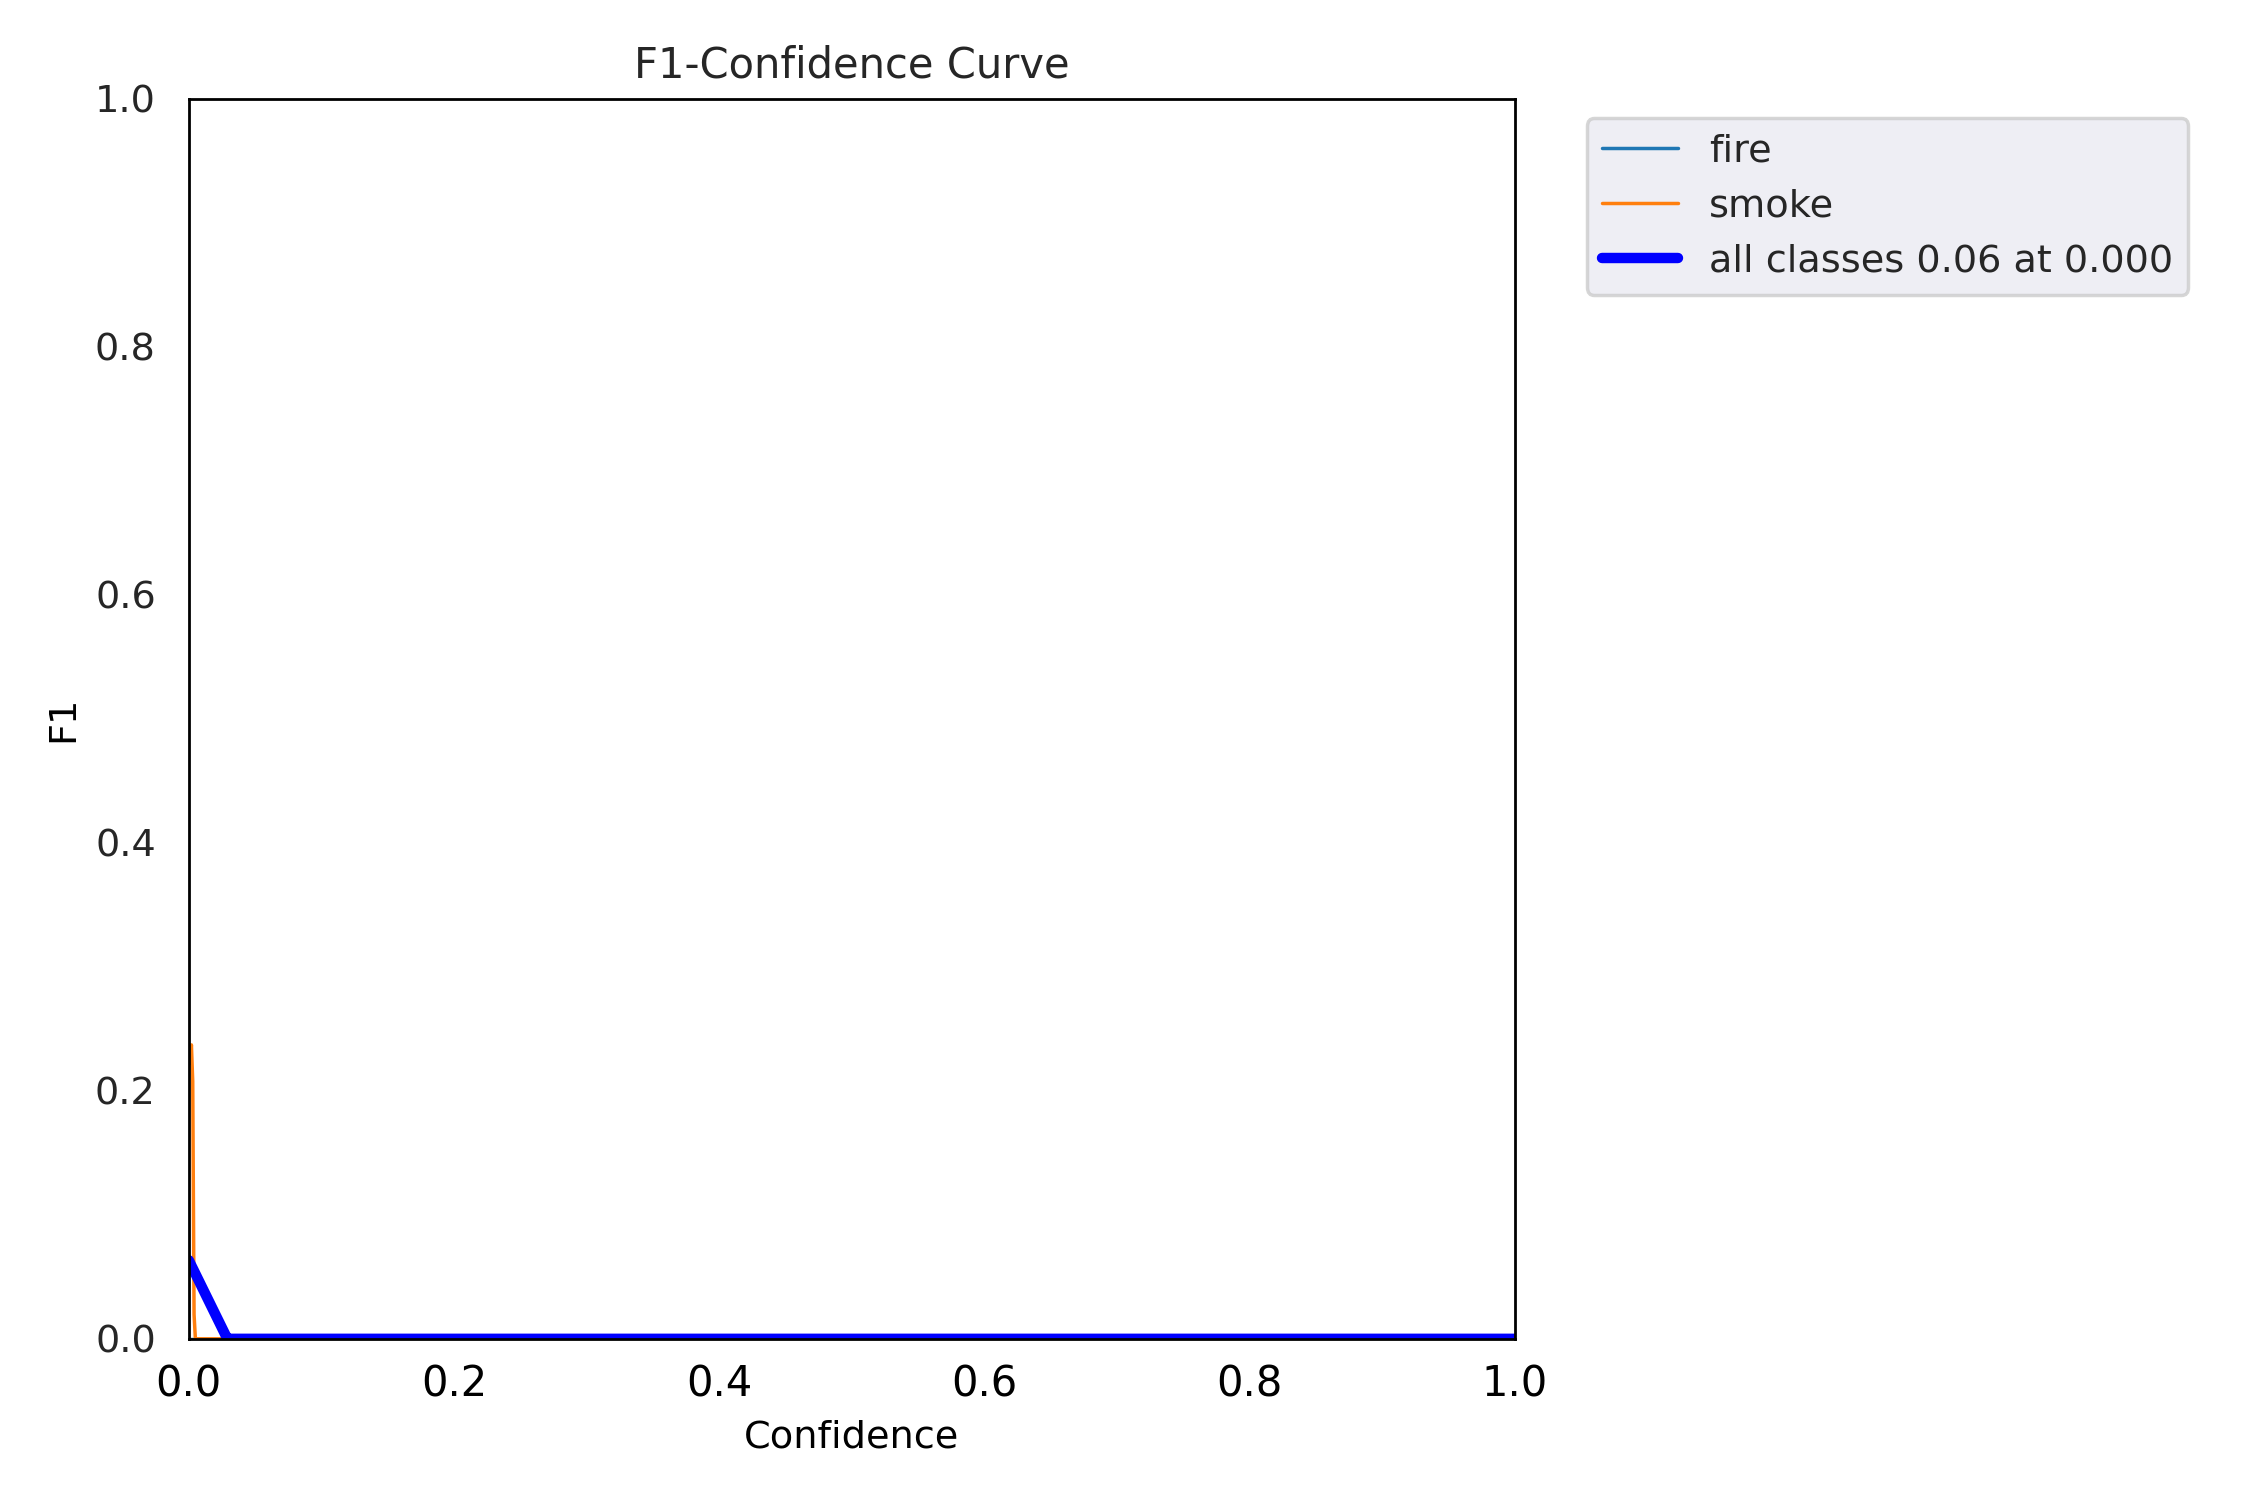 F1-Confidence Curve
1.0
0.8
0.6
0.4
0.2
0.0
F1
0.0 0.2 0.4 0.6 0.8 1.0
Confidence
fire
smoke
all classes 0.06 at 0.000